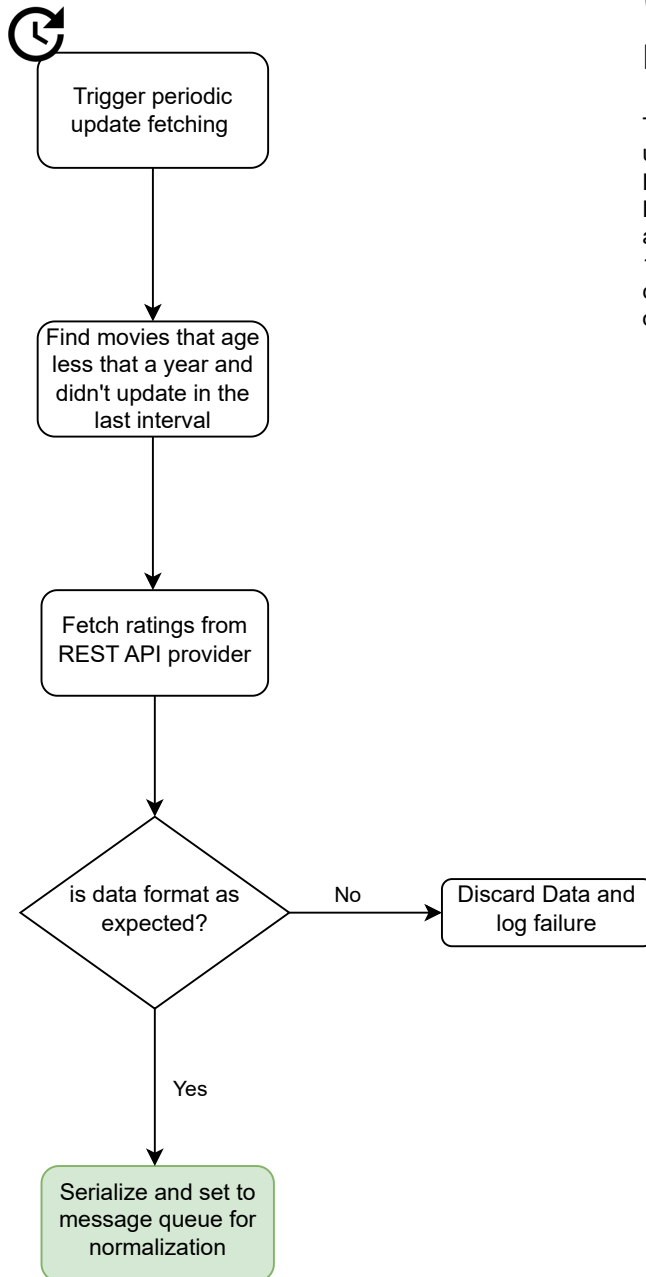 Trigger periodic
update fetching
Find movies that age
less that a year and
didn't update in the
last interval
Fetch ratings from
REST API provider
is data format as
expected?
No
Discard Data and
log failure
Yes
Serialize and set to
message queue for
normalization